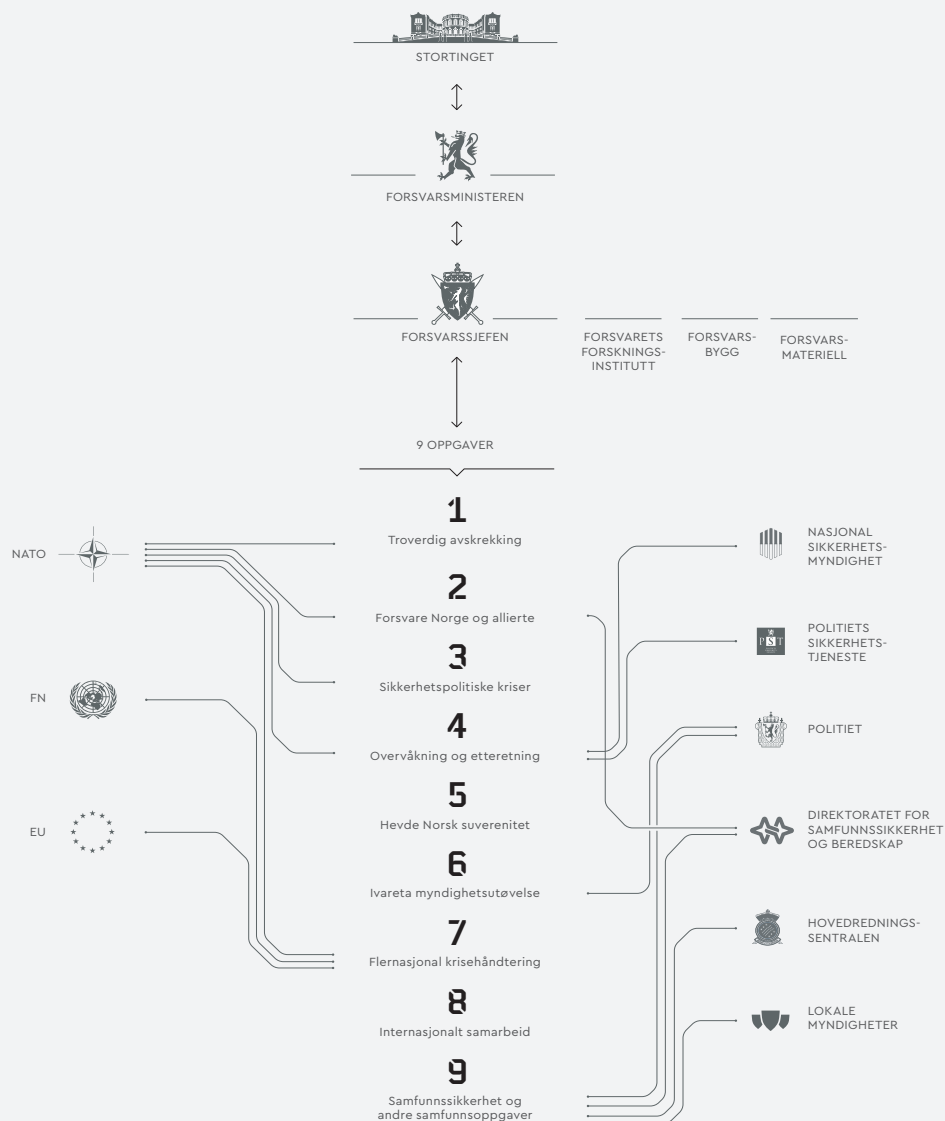 STORTINGET
FORSVARSMINISTEREN
FORSVARSSJEFEN
FORSVARETS
FORSKNINGS-
INSTITUTT
FORSVARS-
BYGG
FORSVARS-
MATERIELL
9 OPPGAVER
NATO
FN
EU
1
Troverdig avskrekking
2
Forsvare Norge og allierte
3
Sikkerhetspolitiske kriser
4
Overvåkning og etteretning
5
Hevde Norsk suverenitet
6
Ivareta myndighetsutøvelse
7
Flernasjonal krisehåndtering
8
Internasjonalt samarbeid
9
Samfunnssikkerhet og
andre samfunnsoppgaver
NASJONAL
SIKKERHETS-
MYNDIGHET
PST
POLITIETS
SIKKERHETS-
TJENESTE
POLITIET
DIREKTORATET FOR
SAMFUNNSSIKKERHET
OG BEREDSKAP
HOVEDREDNINGS-
SENTRALEN
LOKALE
MYNDIGHETER